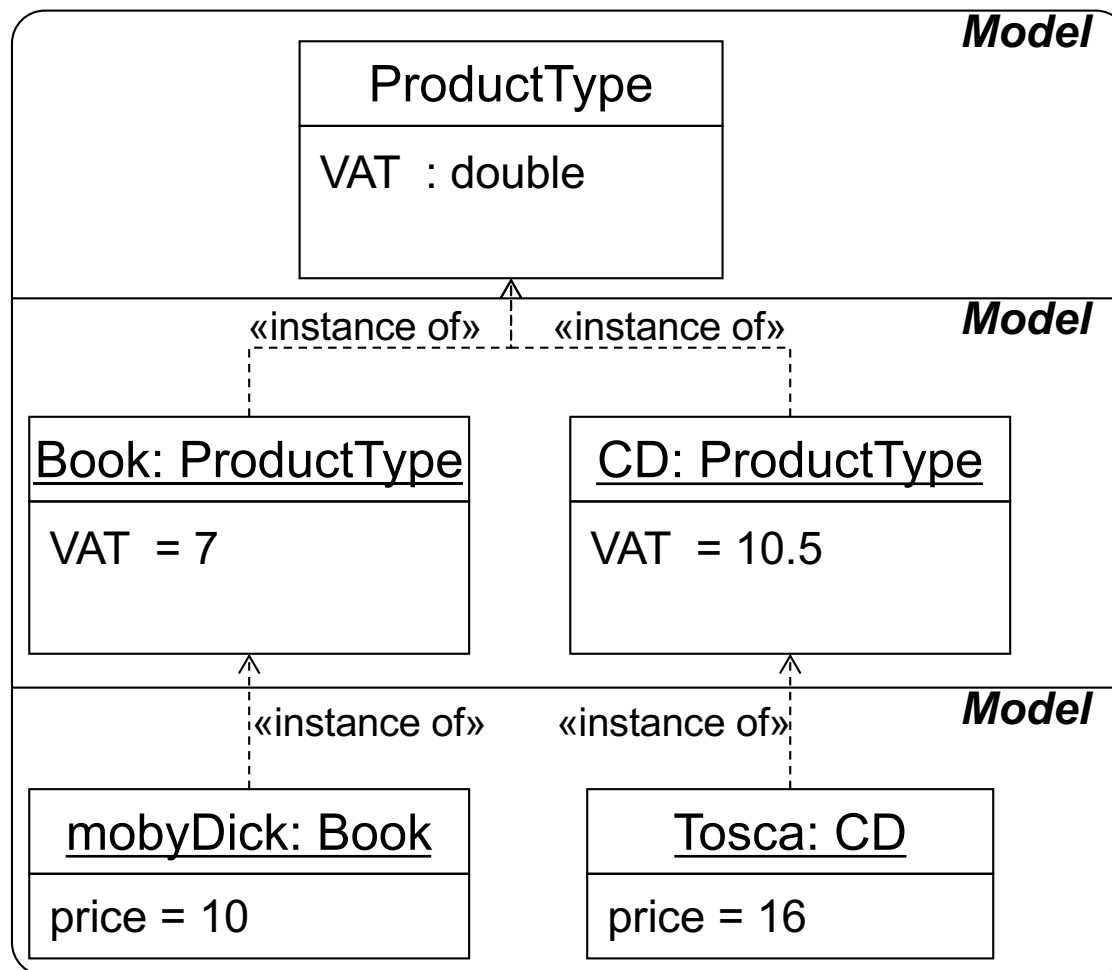 Model
ProductType
VAT : double
Model
«instance of» «instance of»
Book: ProductType
CD: ProductType
VAT = 7
VAT = 10.5
Model
«instance of» «instance of»
mobyDick: Book
Tosca: CD
price = 10
price = 16